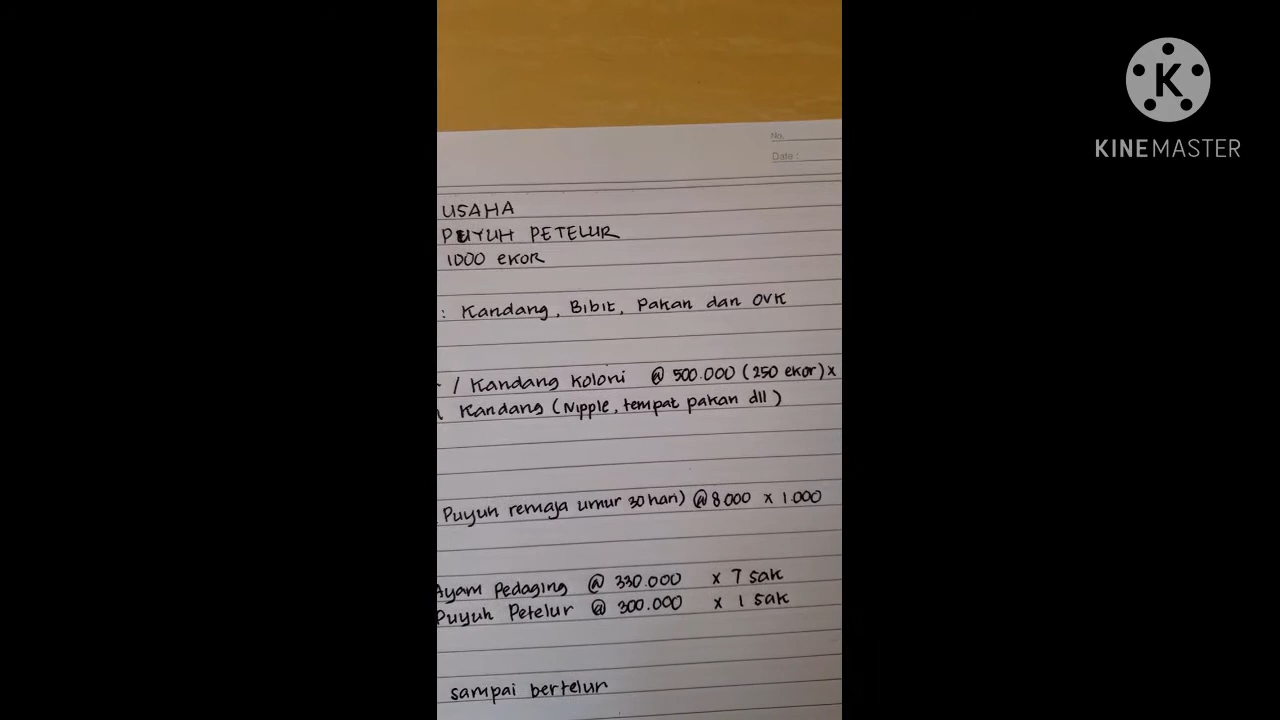 No.
Date :
USAHA
PUYUH PETELUR
1000 EKOR
: Kandang, Bibit, Pakan dan OVK
/ Kandang Koloni @ 500.000 (250 ekor) x
Kandang (Nipple, tempat pakan dll)
Puyuh remaja umur 30 hari) @ 8.000 x 1.000
Ayam Pedaging @ 330.000 x 7 sak
Puyuh Petelur @ 300.000 x 1 sak
sampai bertelur
K
KINEMASTER